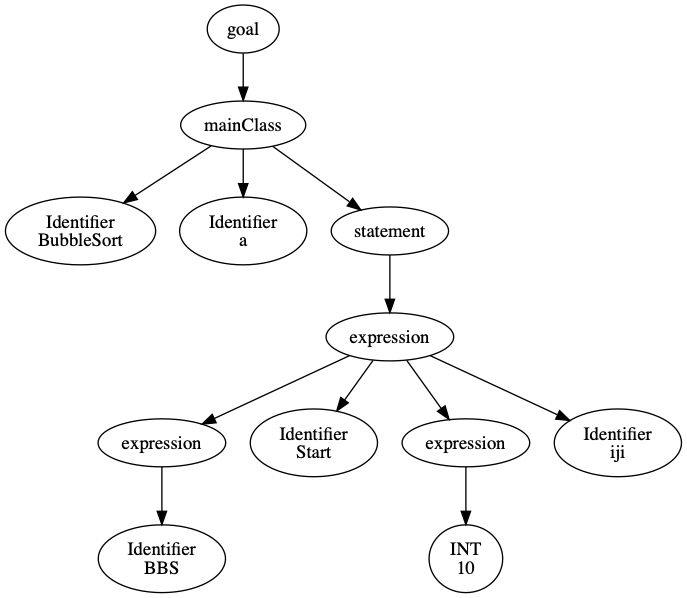 goal
mainClass
Identifier
BubbleSort
Identifier
a
statement
expression
expression
Identifier
Start
expression
Identifier
iji
Identifier
BBS
INT
10